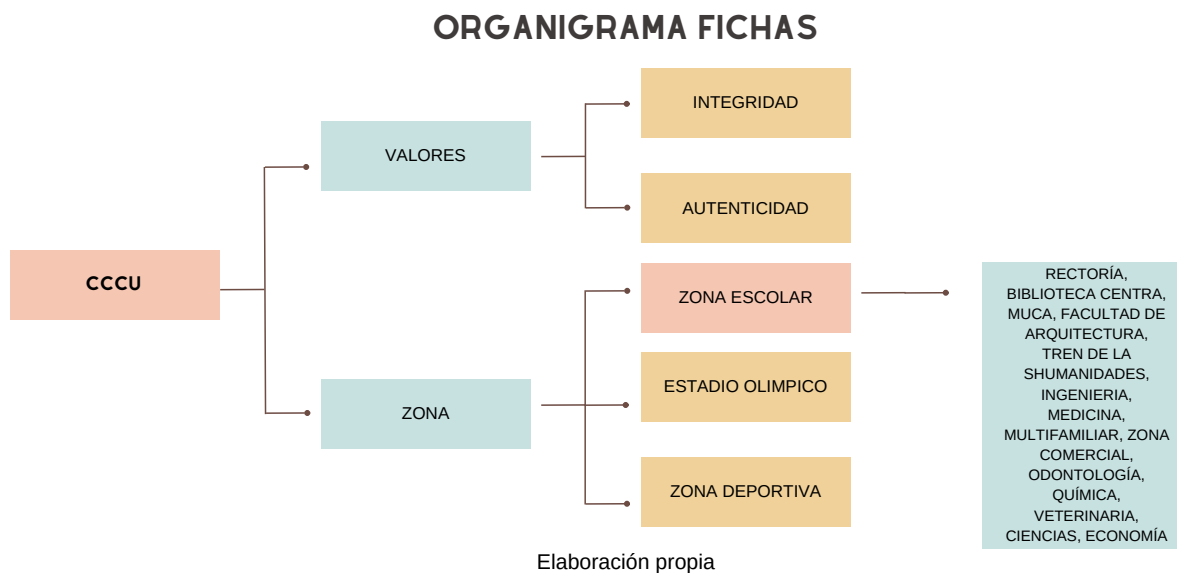 ORGANIGRAMA FICHAS
CCCU
VALORES
INTEGRIDAD
AUTENTICIDAD
ZONA
ZONA ESCOLAR
ESTADIO OLIMPICO
ZONA DEPORTIVA
RECTORÍA,
BIBLIOTECA CENTRA,
MUCA, FACULTAD DE
ARQUITECTURA,
TREN DE LA
SHUMANIDADES,
INGENIERIA,
MEDICINA,
MULTIFAMILIAR, ZONA
COMERCIAL,
ODONTOLOGÍA,
QUÍMICA,
VETERINARIA,
CIENCIAS, ECONOMÍA
Elaboración propia